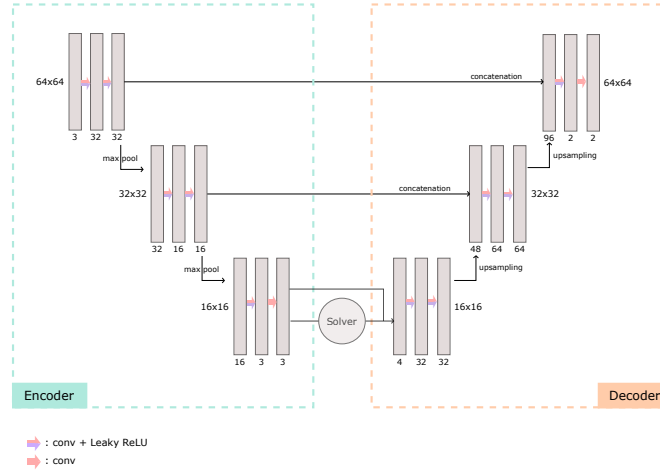 64x64
3 32 32
max pool
32x32
32 16 16
max pool
16x16
16 3 3
Solver
4 32 32
16x16
upsampling
concatenation
48 64 64
32x32
upsampling
concatenation
96 2 2
64x64
Encoder
Decoder
: conv + Leaky ReLU
: conv